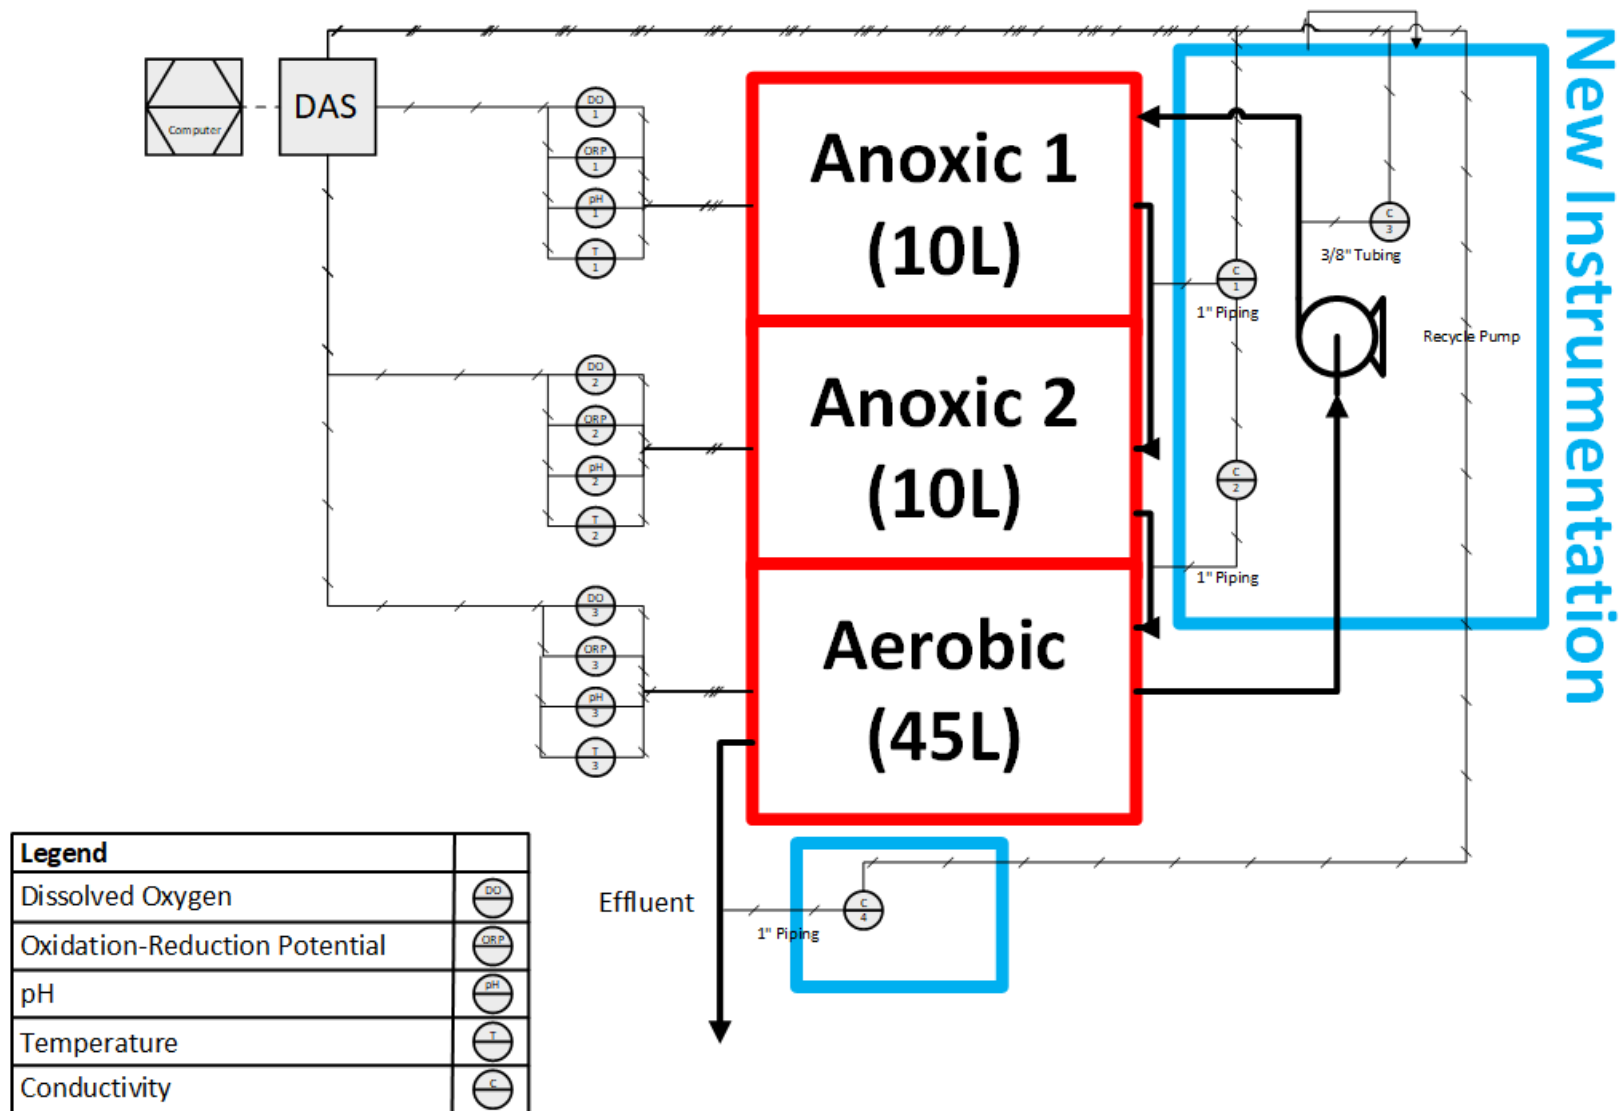 New Instrumentation
Computer
DAS
DO
1
ORP
1
pH
1
T
1
Anoxic 1
(10L)
C
3
3/8" Tubing
C
1
1" Piping
Recycle Pump
DO
2
ORP
2
pH
2
T
2
Anoxic 2
(10L)
C
2
1" Piping
DO
3
ORP
3
pH
3
T
3
Aerobic
(45L)
Effluent
C
4
1" Piping
Legend
Dissolved Oxygen
DO
Oxidation-Reduction Potential
ORP
pH
pH
Temperature
T
Conductivity
C